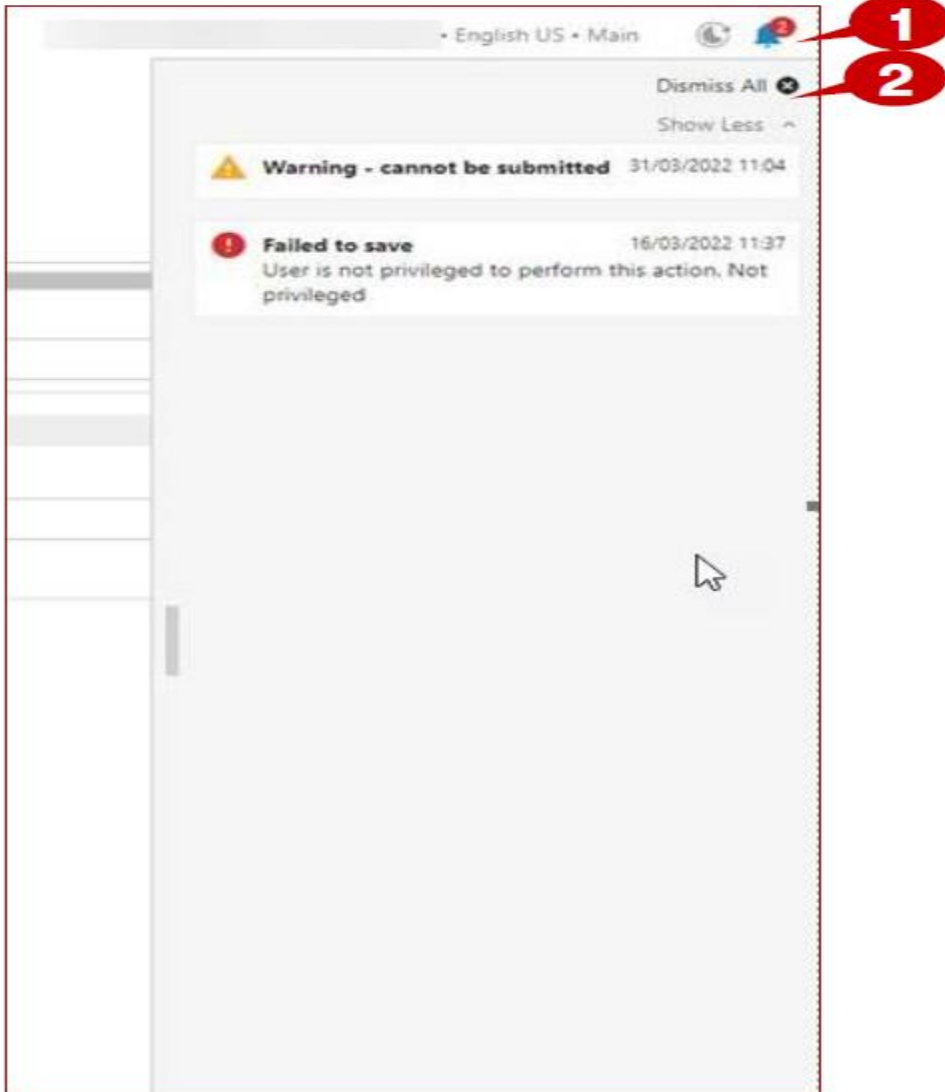 • English US • Main
2
1
Dismiss All
2
Show Less
Warning - cannot be submitted 31/03/2022 11:04
Failed to save 16/03/2022 11:37
User is not privileged to perform this action. Not
privileged